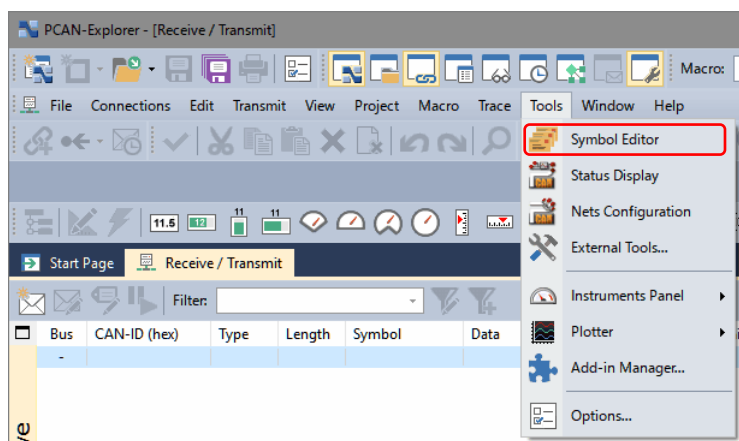 PCAN-Explorer - [Receive / Transmit]
Macro:
File Connections Edit Transmit View Project Macro Trace Tools Window Help
Symbol Editor
Status Display
Nets Configuration
External Tools...
Instruments Panel
Plotter
Add-in Manager...
Options...
11.5 12 11 11
Start Page Receive / Transmit
Filter:
Bus CAN-ID (hex) Type Length Symbol Data
-